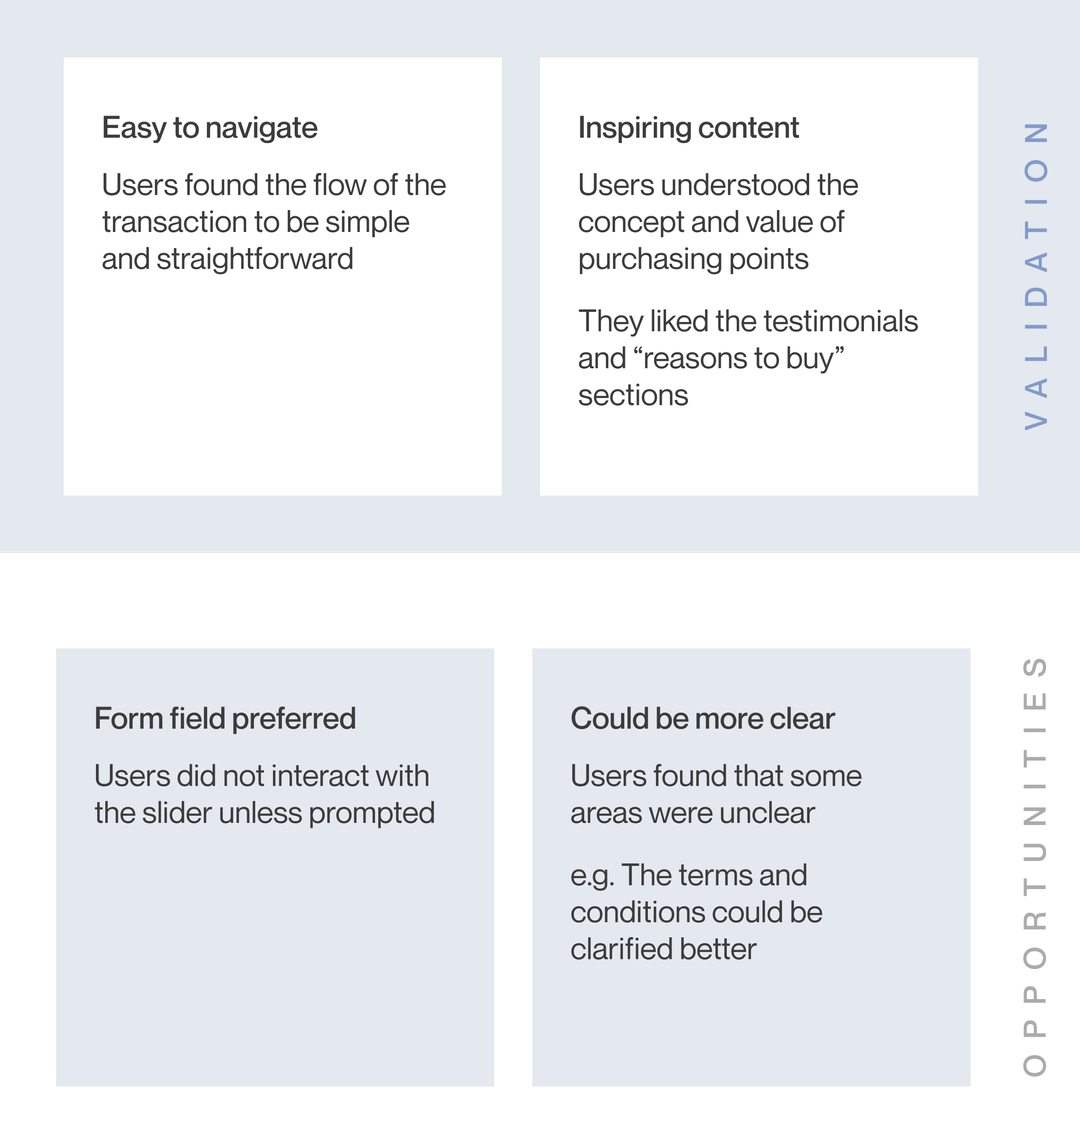 Easy to navigate
Users found the flow of the
transaction to be simple
and straightforward
Inspiring content
Users understood the
concept and value of
purchasing points
They liked the testimonials
and “reasons to buy”
sections
VALIDATION
Form field preferred
Users did not interact with
the slider unless prompted
Could be more clear
Users found that some
areas were unclear
e.g. The terms and
conditions could be
clarified better
OPPORTUNITIES